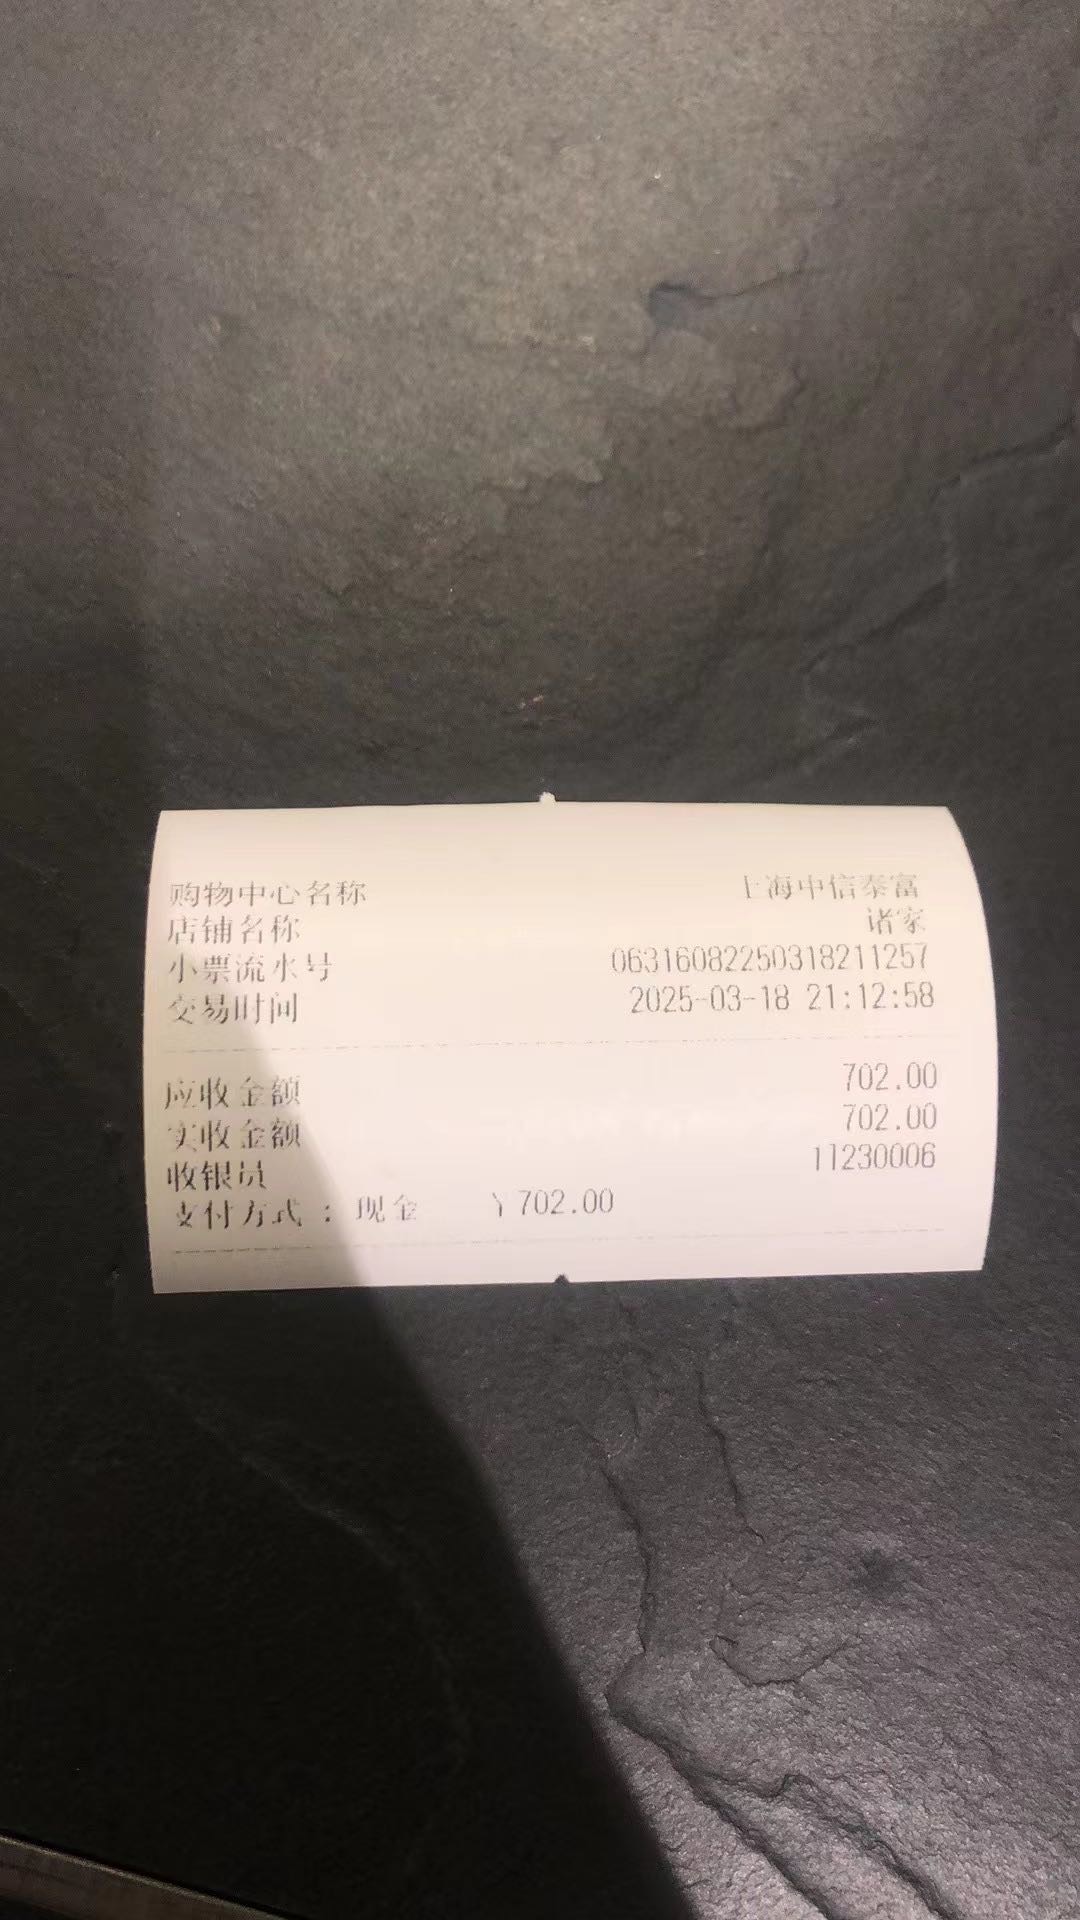 购物中心名称 上海中信泰富
店铺名称 诸家
小票流水号 06316082250318211257
交易时间 2025-03-18 21:12:58
应收金额 702.00
实收金额 702.00
收银员 11230006
支付方式：现金 ¥702.00